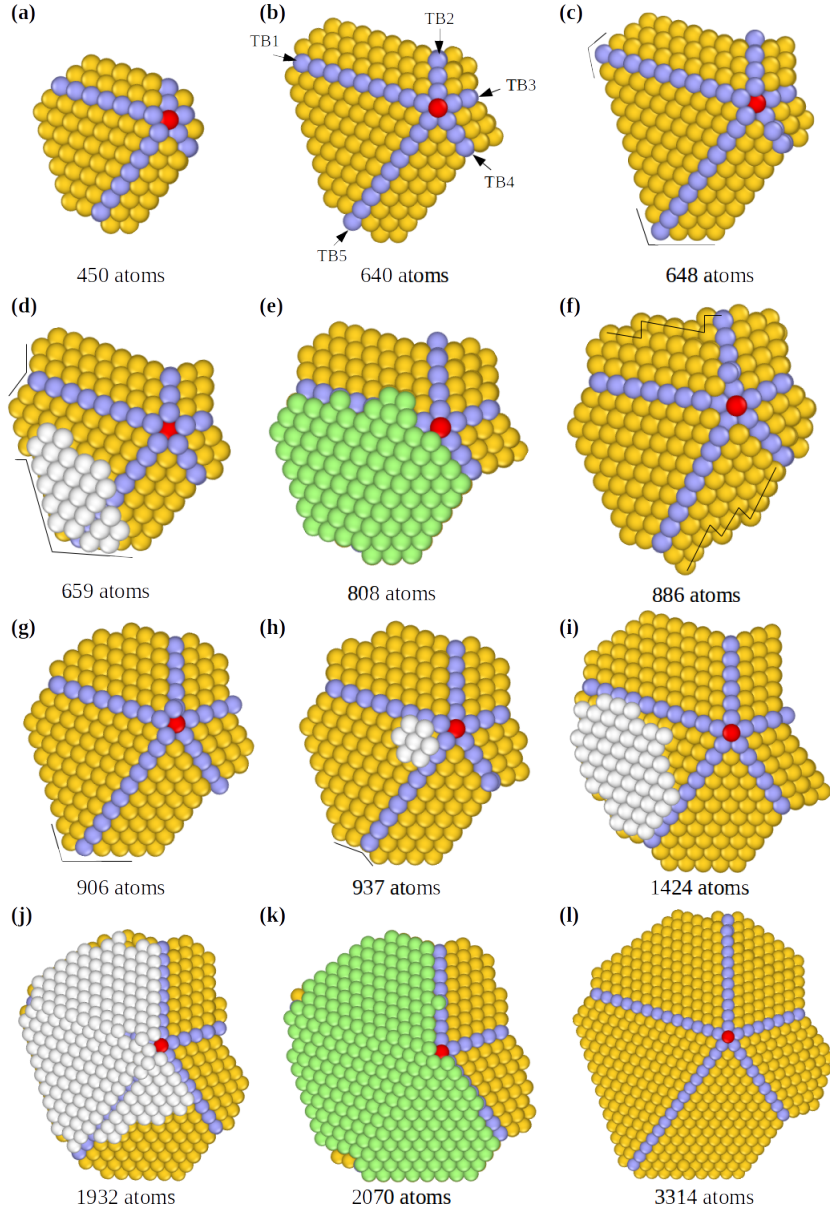 (a)
(b)
(c)
TB1
TB2
TB3
TB4
TB5
450 atoms
640 atoms
648 atoms
(d)
(e)
(f)
659 atoms
808 atoms
886 atoms
(g)
(h)
(i)
906 atoms
937 atoms
1424 atoms
(j)
(k)
(l)
1932 atoms
2070 atoms
3314 atoms